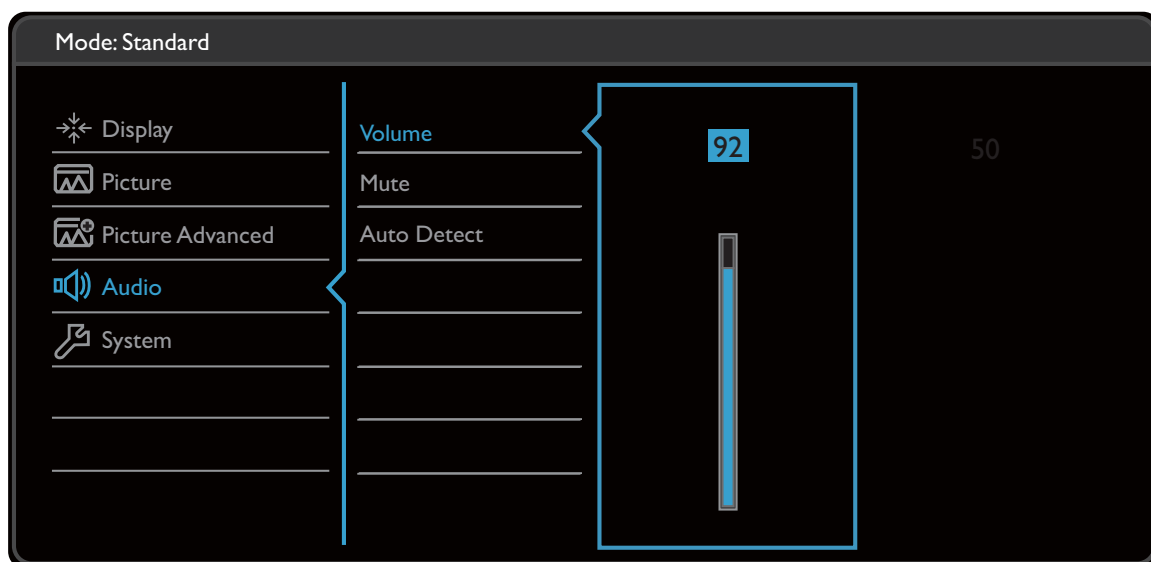 Mode: Standard
Display
Picture
Picture Advanced
Audio
System
Volume
Mute
Auto Detect
92
50